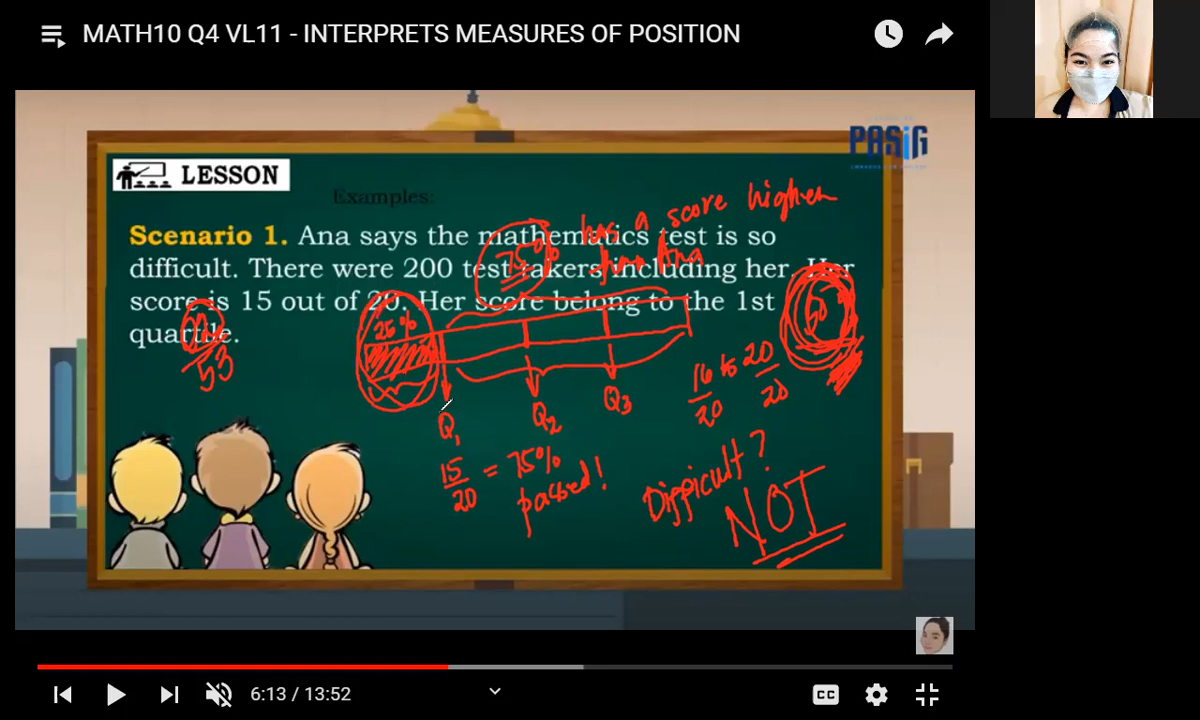 MATH10 Q4 VL11 - INTERPRETS MEASURES OF POSITION
PASiG
LESSON
Examples:
Scenario 1. Ana says the mathematics test is so
difficult. There were 200 test takers including her. Her
score is 15 out of 20. Her score belong to the 1st
quartile.
75% has a score higher
than Ana
25%
53
50
Q1
Q2
Q3
16/20 to 20/20
15/20 = 75%
passed!
Difficult?
NOT
6:13 / 13:52
CC